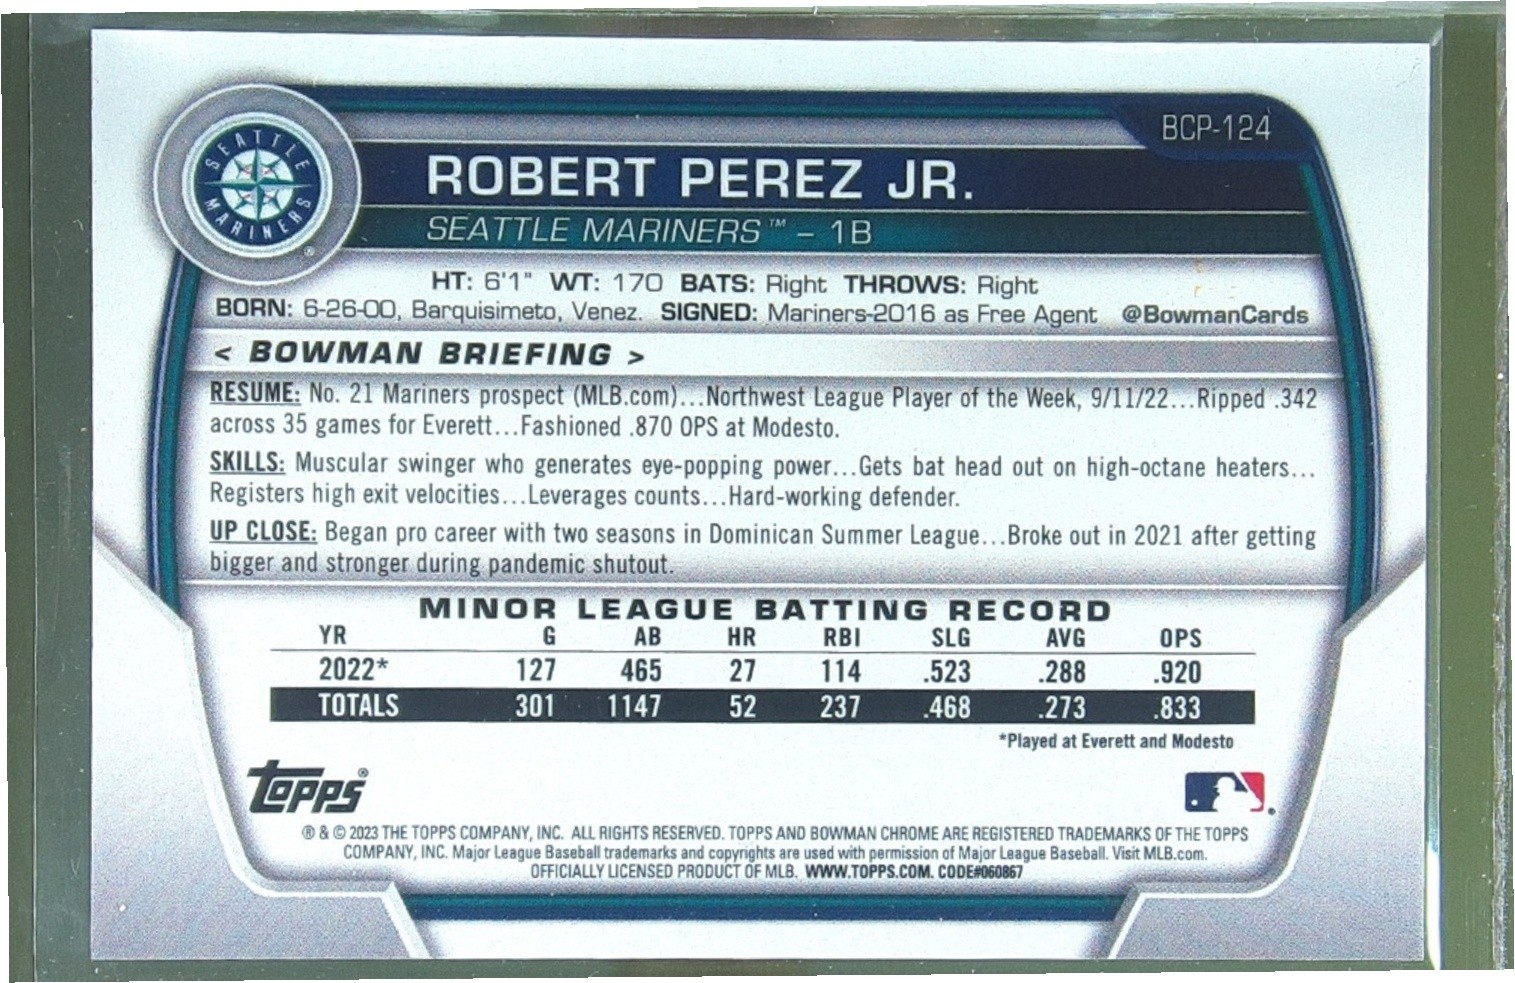 BCP-124
SEATTLE
MARINERS
®
ROBERT PEREZ JR.
SEATTLE MARINERS™ - 1B
HT: 6'1" WT: 170 BATS: Right THROWS: Right
BORN: 6-26-00, Barquisimeto, Venez. SIGNED: Mariners-2016 as Free Agent @BowmanCards
< BOWMAN BRIEFING >
RESUME: No. 21 Mariners prospect (MLB.com)...Northwest League Player of the Week, 9/11/22...Ripped .342
across 35 games for Everett...Fashioned .870 OPS at Modesto.
SKILLS: Muscular swinger who generates eye-popping power...Gets bat head out on high-octane heaters...
Registers high exit velocities...Leverages counts...Hard-working defender.
UP CLOSE: Began pro career with two seasons in Dominican Summer League...Broke out in 2021 after getting
bigger and stronger during pandemic shutout.
MINOR LEAGUE BATTING RECORD
YR G AB HR RBI SLG AVG OPS
2022* 127 465 27 114 .523 .288 .920
TOTALS 301 1147 52 237 .468 .273 .833
*Played at Everett and Modesto
Topps®
® & © 2023 THE TOPPS COMPANY, INC. ALL RIGHTS RESERVED. TOPPS AND BOWMAN CHROME ARE REGISTERED TRADEMARKS OF THE TOPPS
COMPANY, INC. Major League Baseball trademarks and copyrights are used with permission of Major League Baseball. Visit MLB.com.
OFFICIALLY LICENSED PRODUCT OF MLB. WWW.TOPPS.COM. CODE#060867